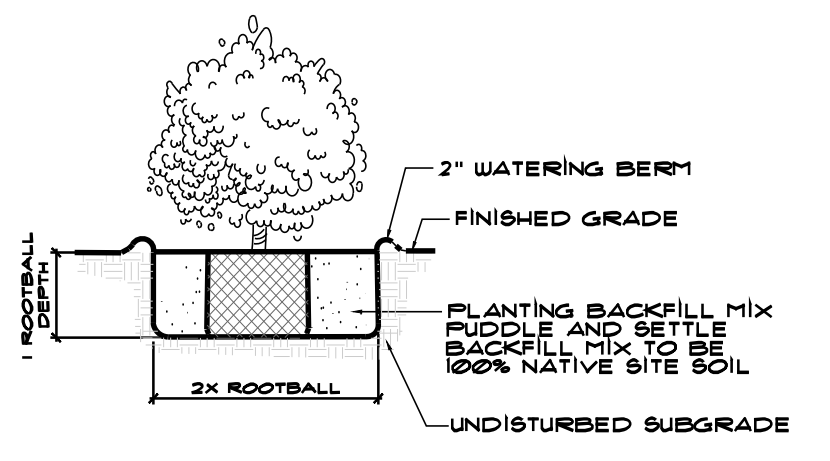 2" WATERING BERM
FINISHED GRADE
1 ROOTBALL
DEPTH
PLANTING BACKFILL MIX
PUDDLE AND SETTLE
BACKFILL MIX TO BE
100% NATIVE SITE SOIL
2X ROOTBALL
UNDISTURBED SUBGRADE